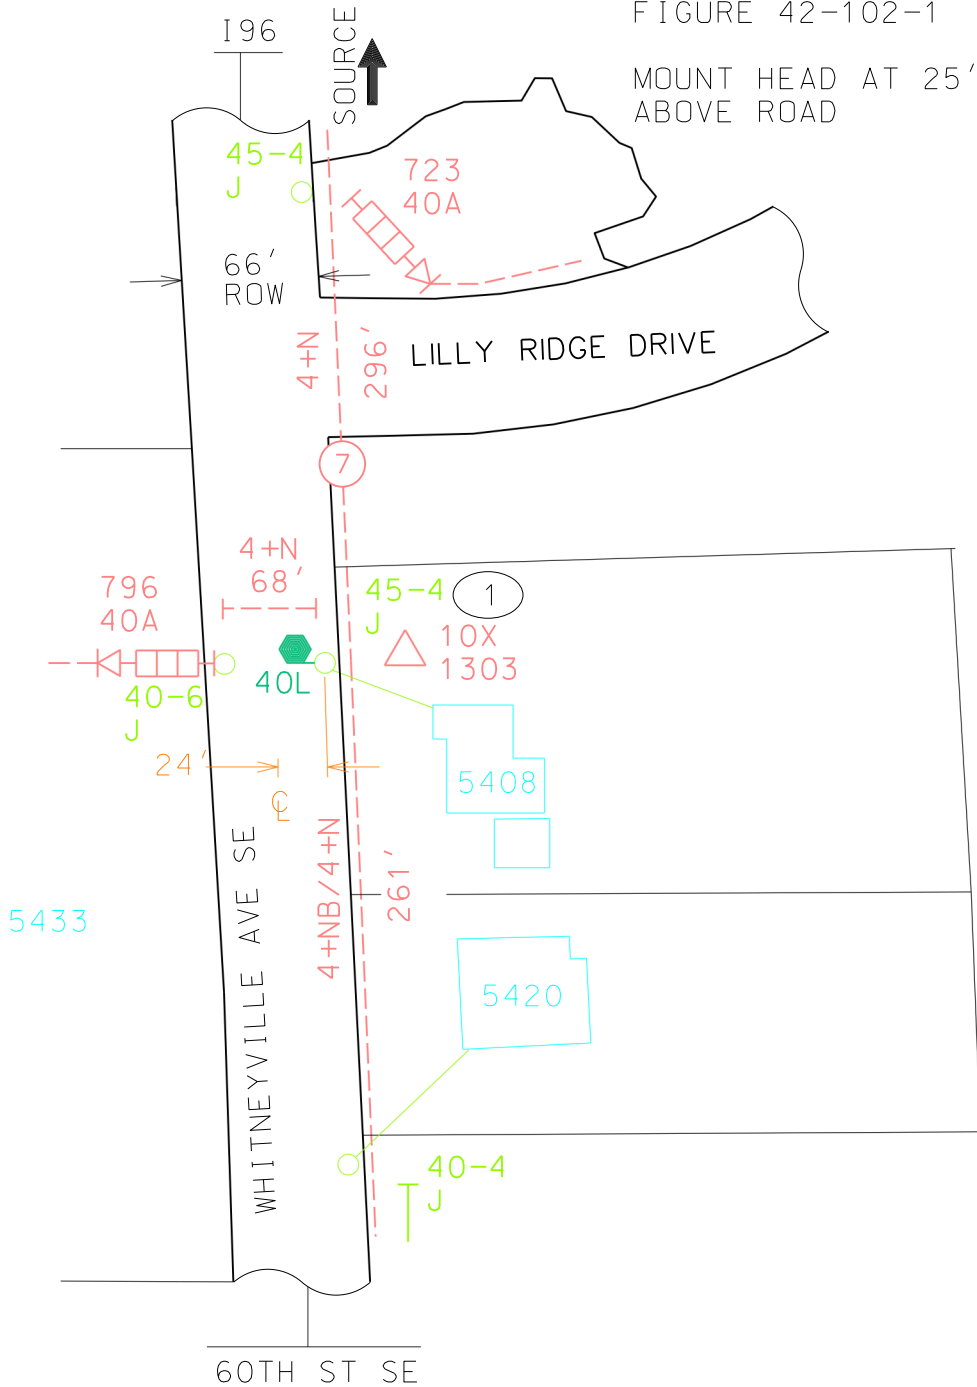 FIGURE 42-102-1
MOUNT HEAD AT 25'
ABOVE ROAD
I96
SOURCE
45-4
J
723
40A
66'
ROW
4+N
296'
LILLY RIDGE DRIVE
7
4+N
68'
796
40A
45-4
J
1
10X
1303
40L
40-6
J
24'
CL
5408
4+NB/4+N
261'
WHITNEYVILLE AVE SE
5433
5420
40-4
J
60TH ST SE